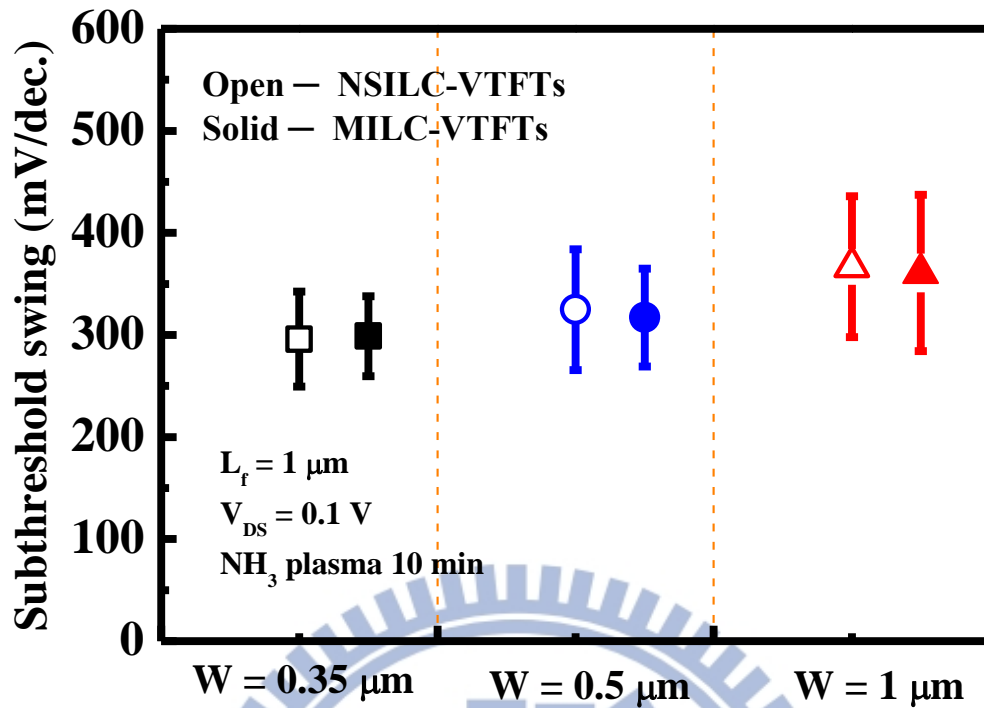 Subthreshold swing (mV/dec.)
600
500
400
300
200
100
0
Open — NSILC-VTFTs
Solid — MILC-VTFTs
L_f = 1 μm
V_DS = 0.1 V
NH_3 plasma 10 min
W = 0.35 μm
W = 0.5 μm
W = 1 μm